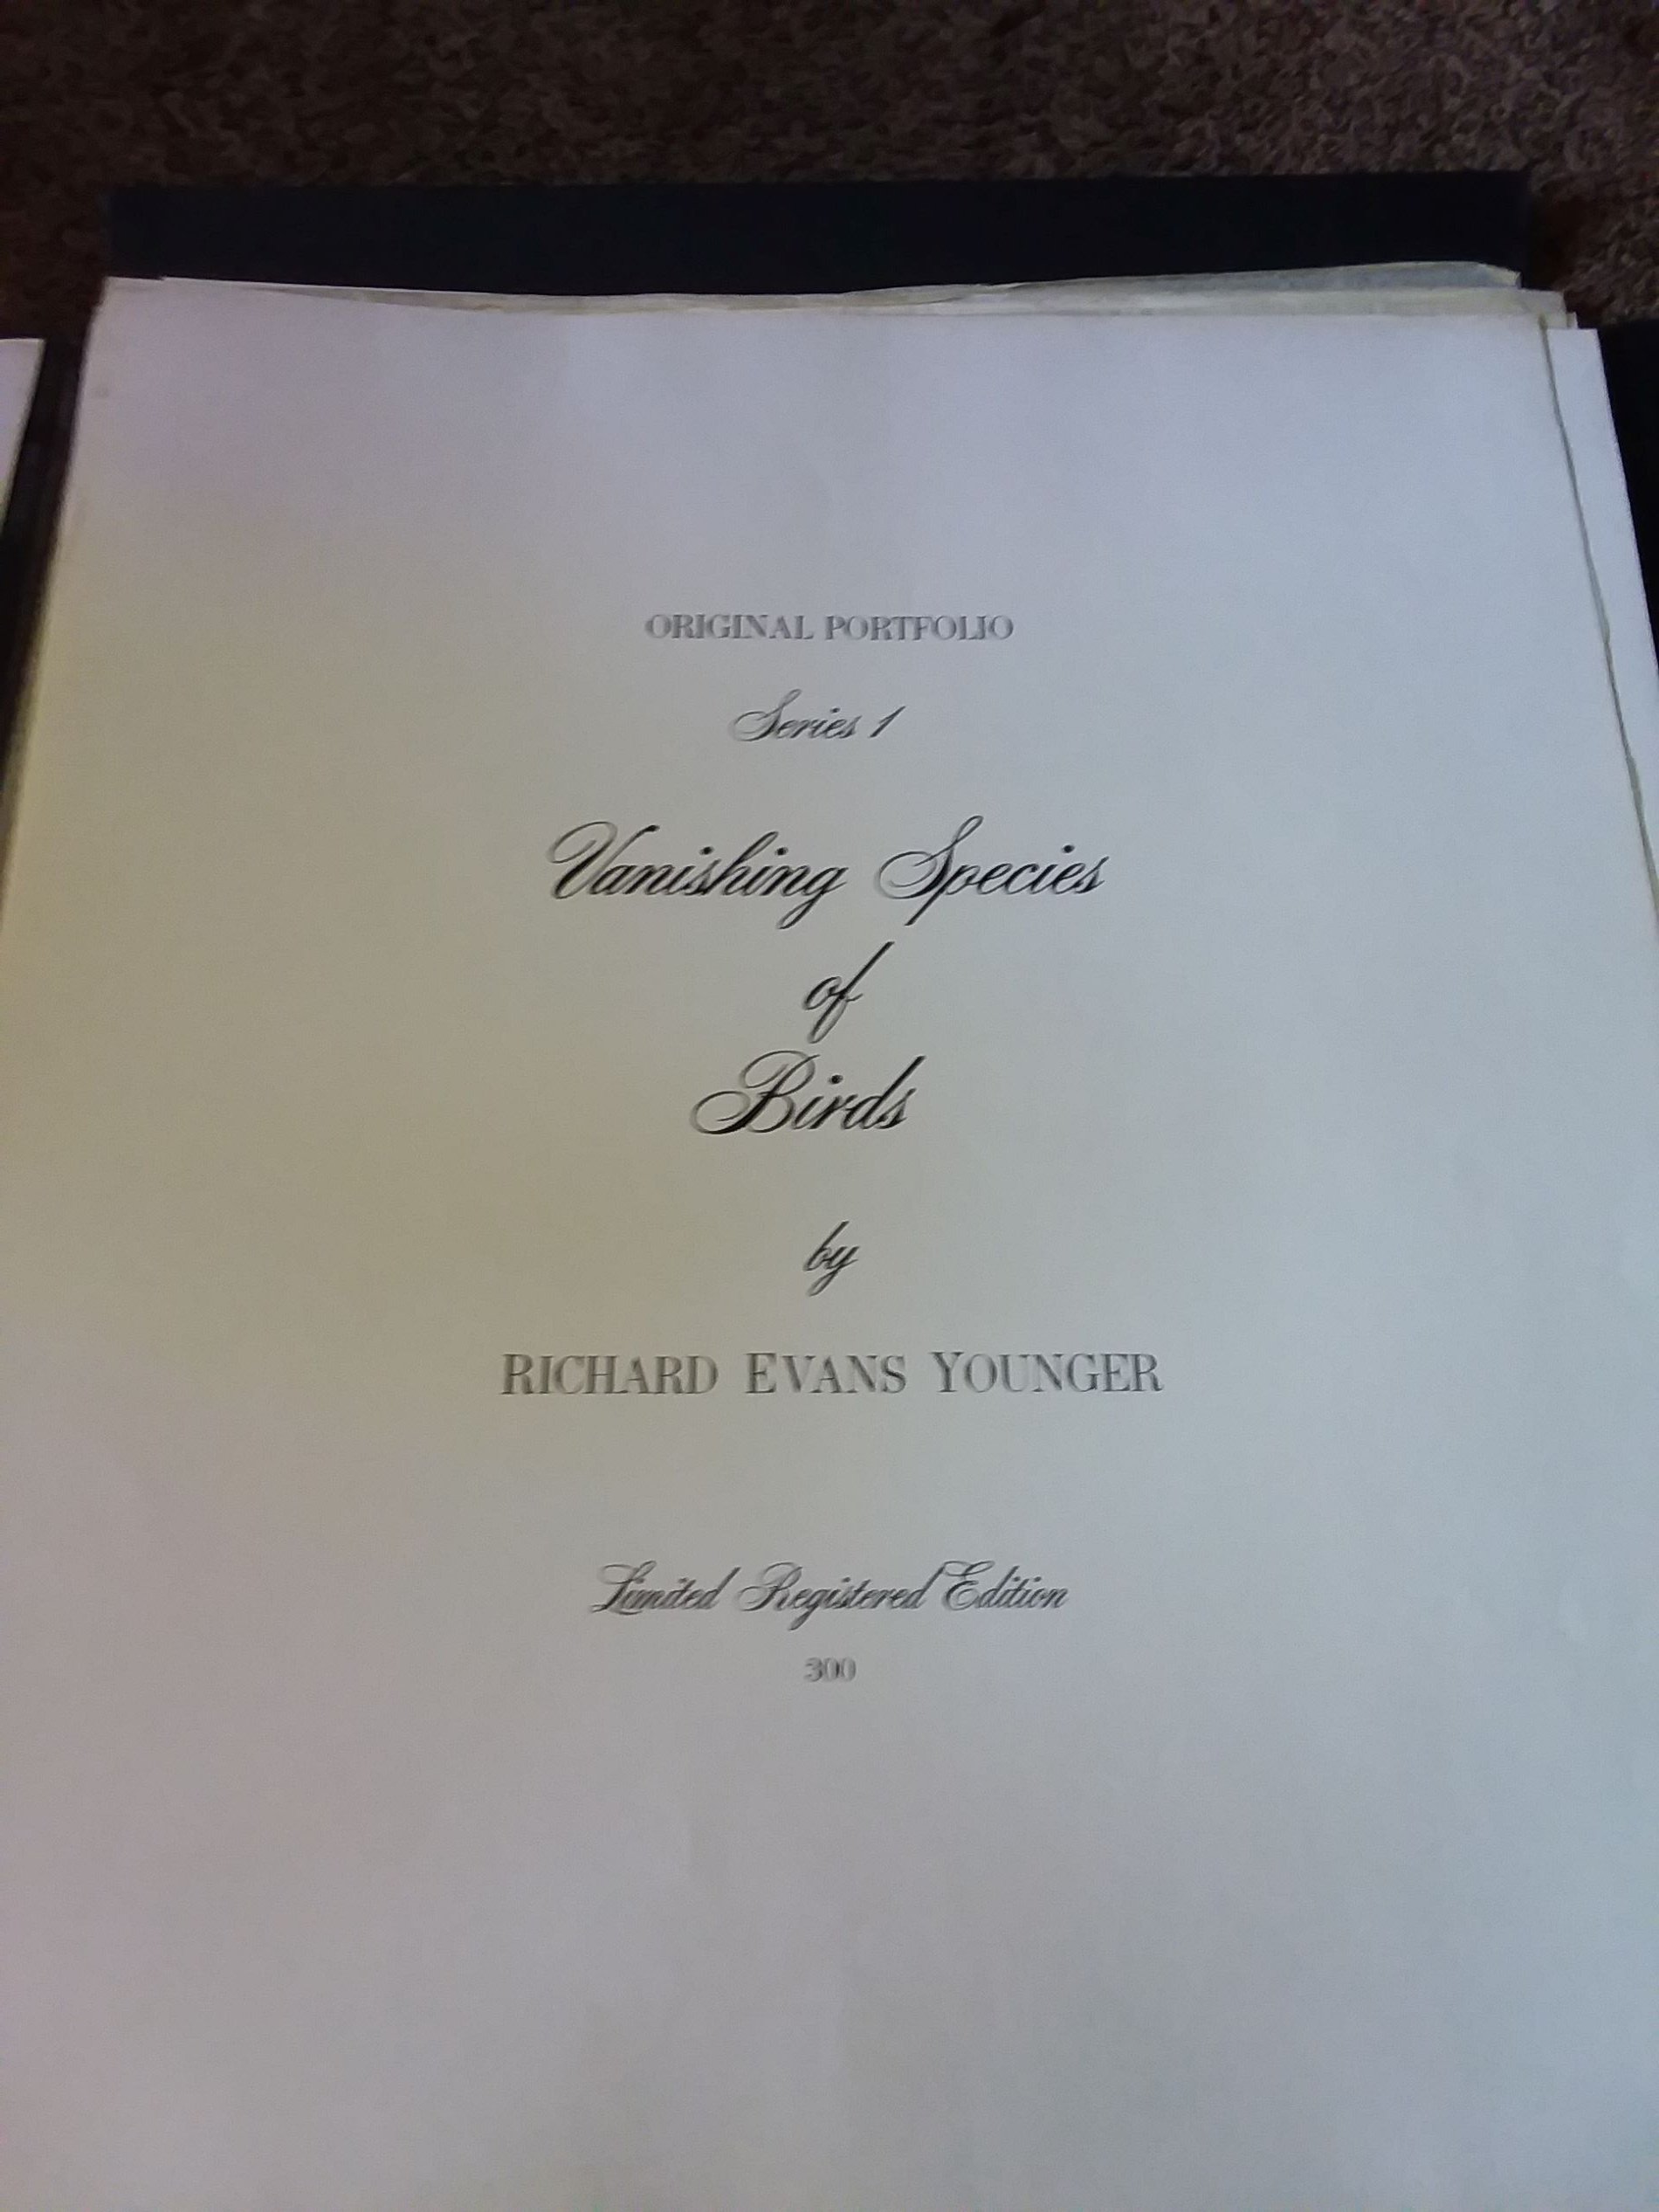 ORIGINAL PORTFOLIO
Series 1
Vanishing Species
of
Birds
by
RICHARD EVANS YOUNGER
Limited Registered Edition
300